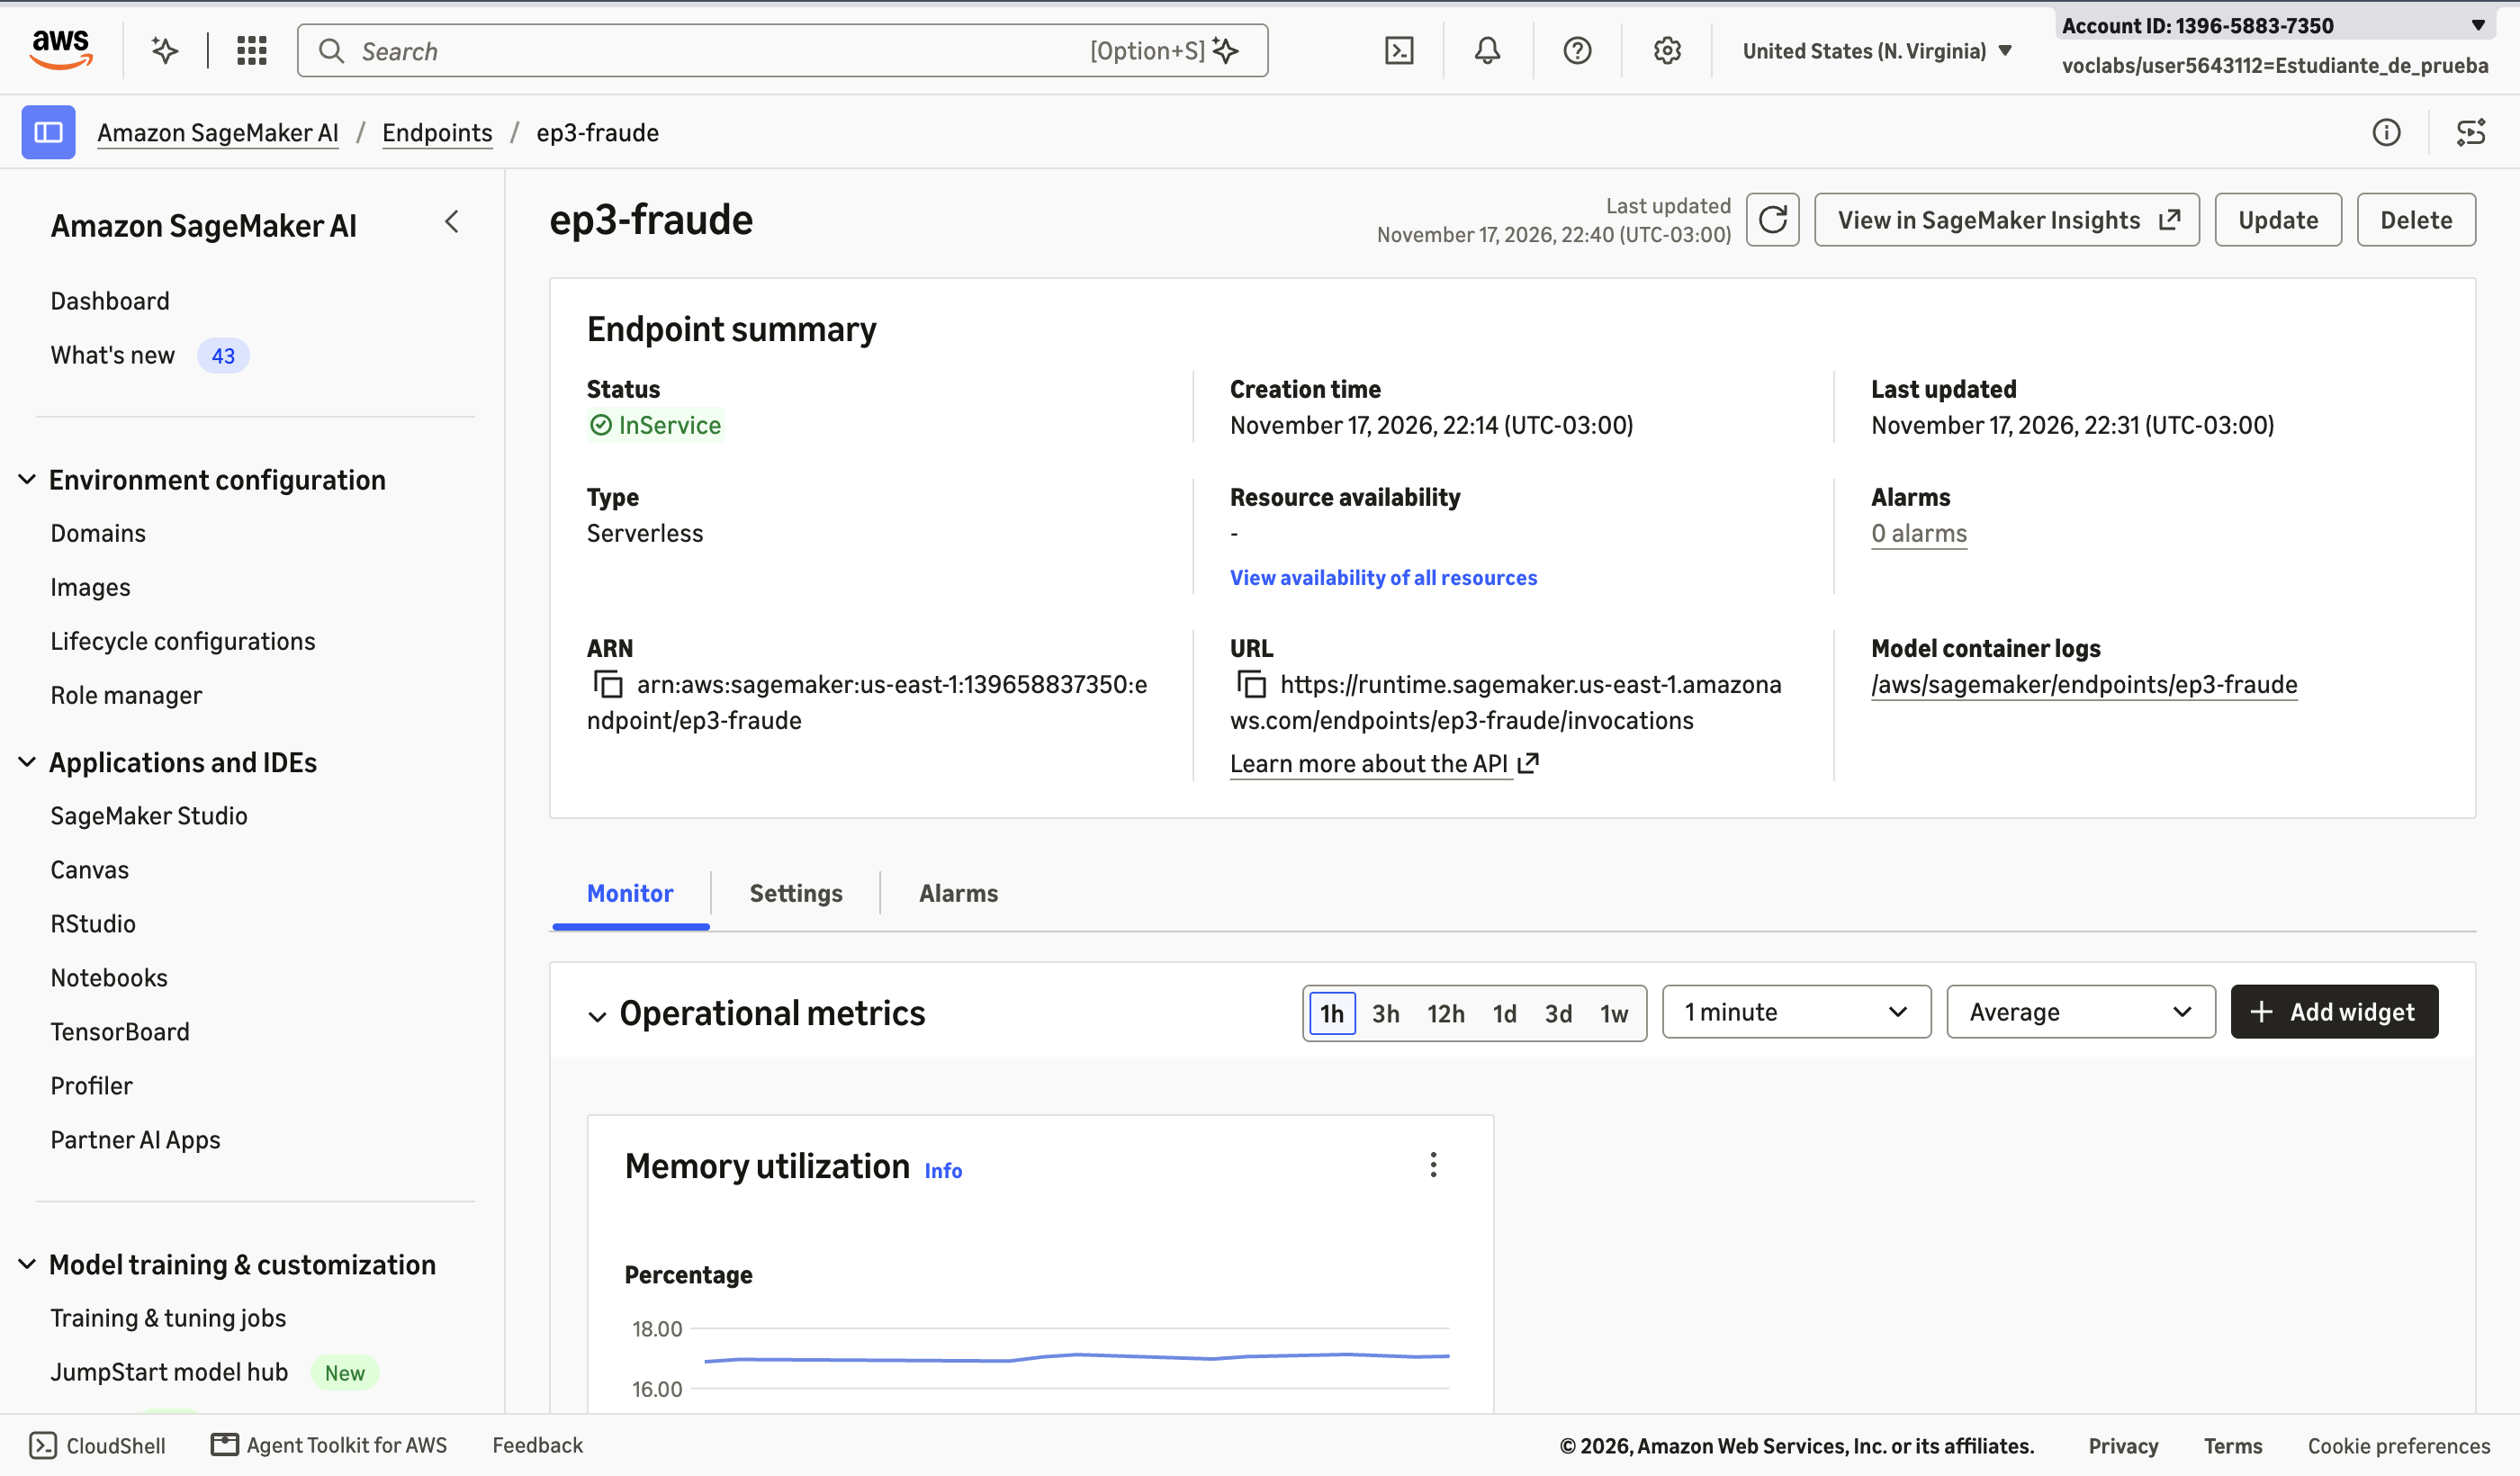 aws
Search [Option+S]
United States (N. Virginia)
Account ID: 1396-5883-7350
voclabs/user5643112=Estudiante_de_prueba
Amazon SageMaker AI / Endpoints / ep3-fraude
Amazon SageMaker AI
Dashboard
What's new 43
Environment configuration
Domains
Images
Lifecycle configurations
Role manager
Applications and IDEs
SageMaker Studio
Canvas
RStudio
Notebooks
TensorBoard
Profiler
Partner AI Apps
Model training & customization
Training & tuning jobs
JumpStart model hub New
ep3-fraude
Last updated
November 17, 2026, 22:40 (UTC-03:00)
View in SageMaker Insights
Update
Delete
Endpoint summary
Status
InService
Creation time
November 17, 2026, 22:14 (UTC-03:00)
Last updated
November 17, 2026, 22:31 (UTC-03:00)
Type
Serverless
Resource availability
-
View availability of all resources
Alarms
0 alarms
ARN
arn:aws:sagemaker:us-east-1:139658837350:e
ndpoint/ep3-fraude
URL
https://runtime.sagemaker.us-east-1.amazona
ws.com/endpoints/ep3-fraude/invocations
Learn more about the API
Model container logs
/aws/sagemaker/endpoints/ep3-fraude
Monitor
Settings
Alarms
Operational metrics
1h 3h 12h 1d 3d 1w
1 minute
Average
Add widget
Memory utilization Info
Percentage
18.00
16.00
CloudShell
Agent Toolkit for AWS
Feedback
© 2026, Amazon Web Services, Inc. or its affiliates.
Privacy
Terms
Cookie preferences